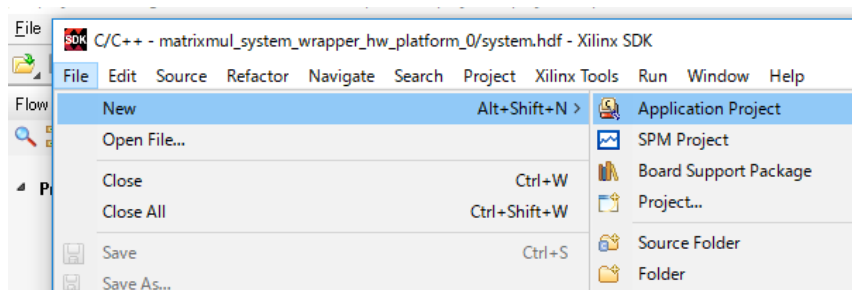 File
SDK C/C++ - matrixmul_system_wrapper_hw_platform_0/system.hdf - Xilinx SDK
File Edit Source Refactor Navigate Search Project Xilinx Tools Run Window Help
Flow
New Alt+Shift+N > Application Project
Open File... SPM Project
Board Support Package
Close Ctrl+W
Project...
Close All Ctrl+Shift+W
Source Folder
Save Ctrl+S
Folder
Save As...